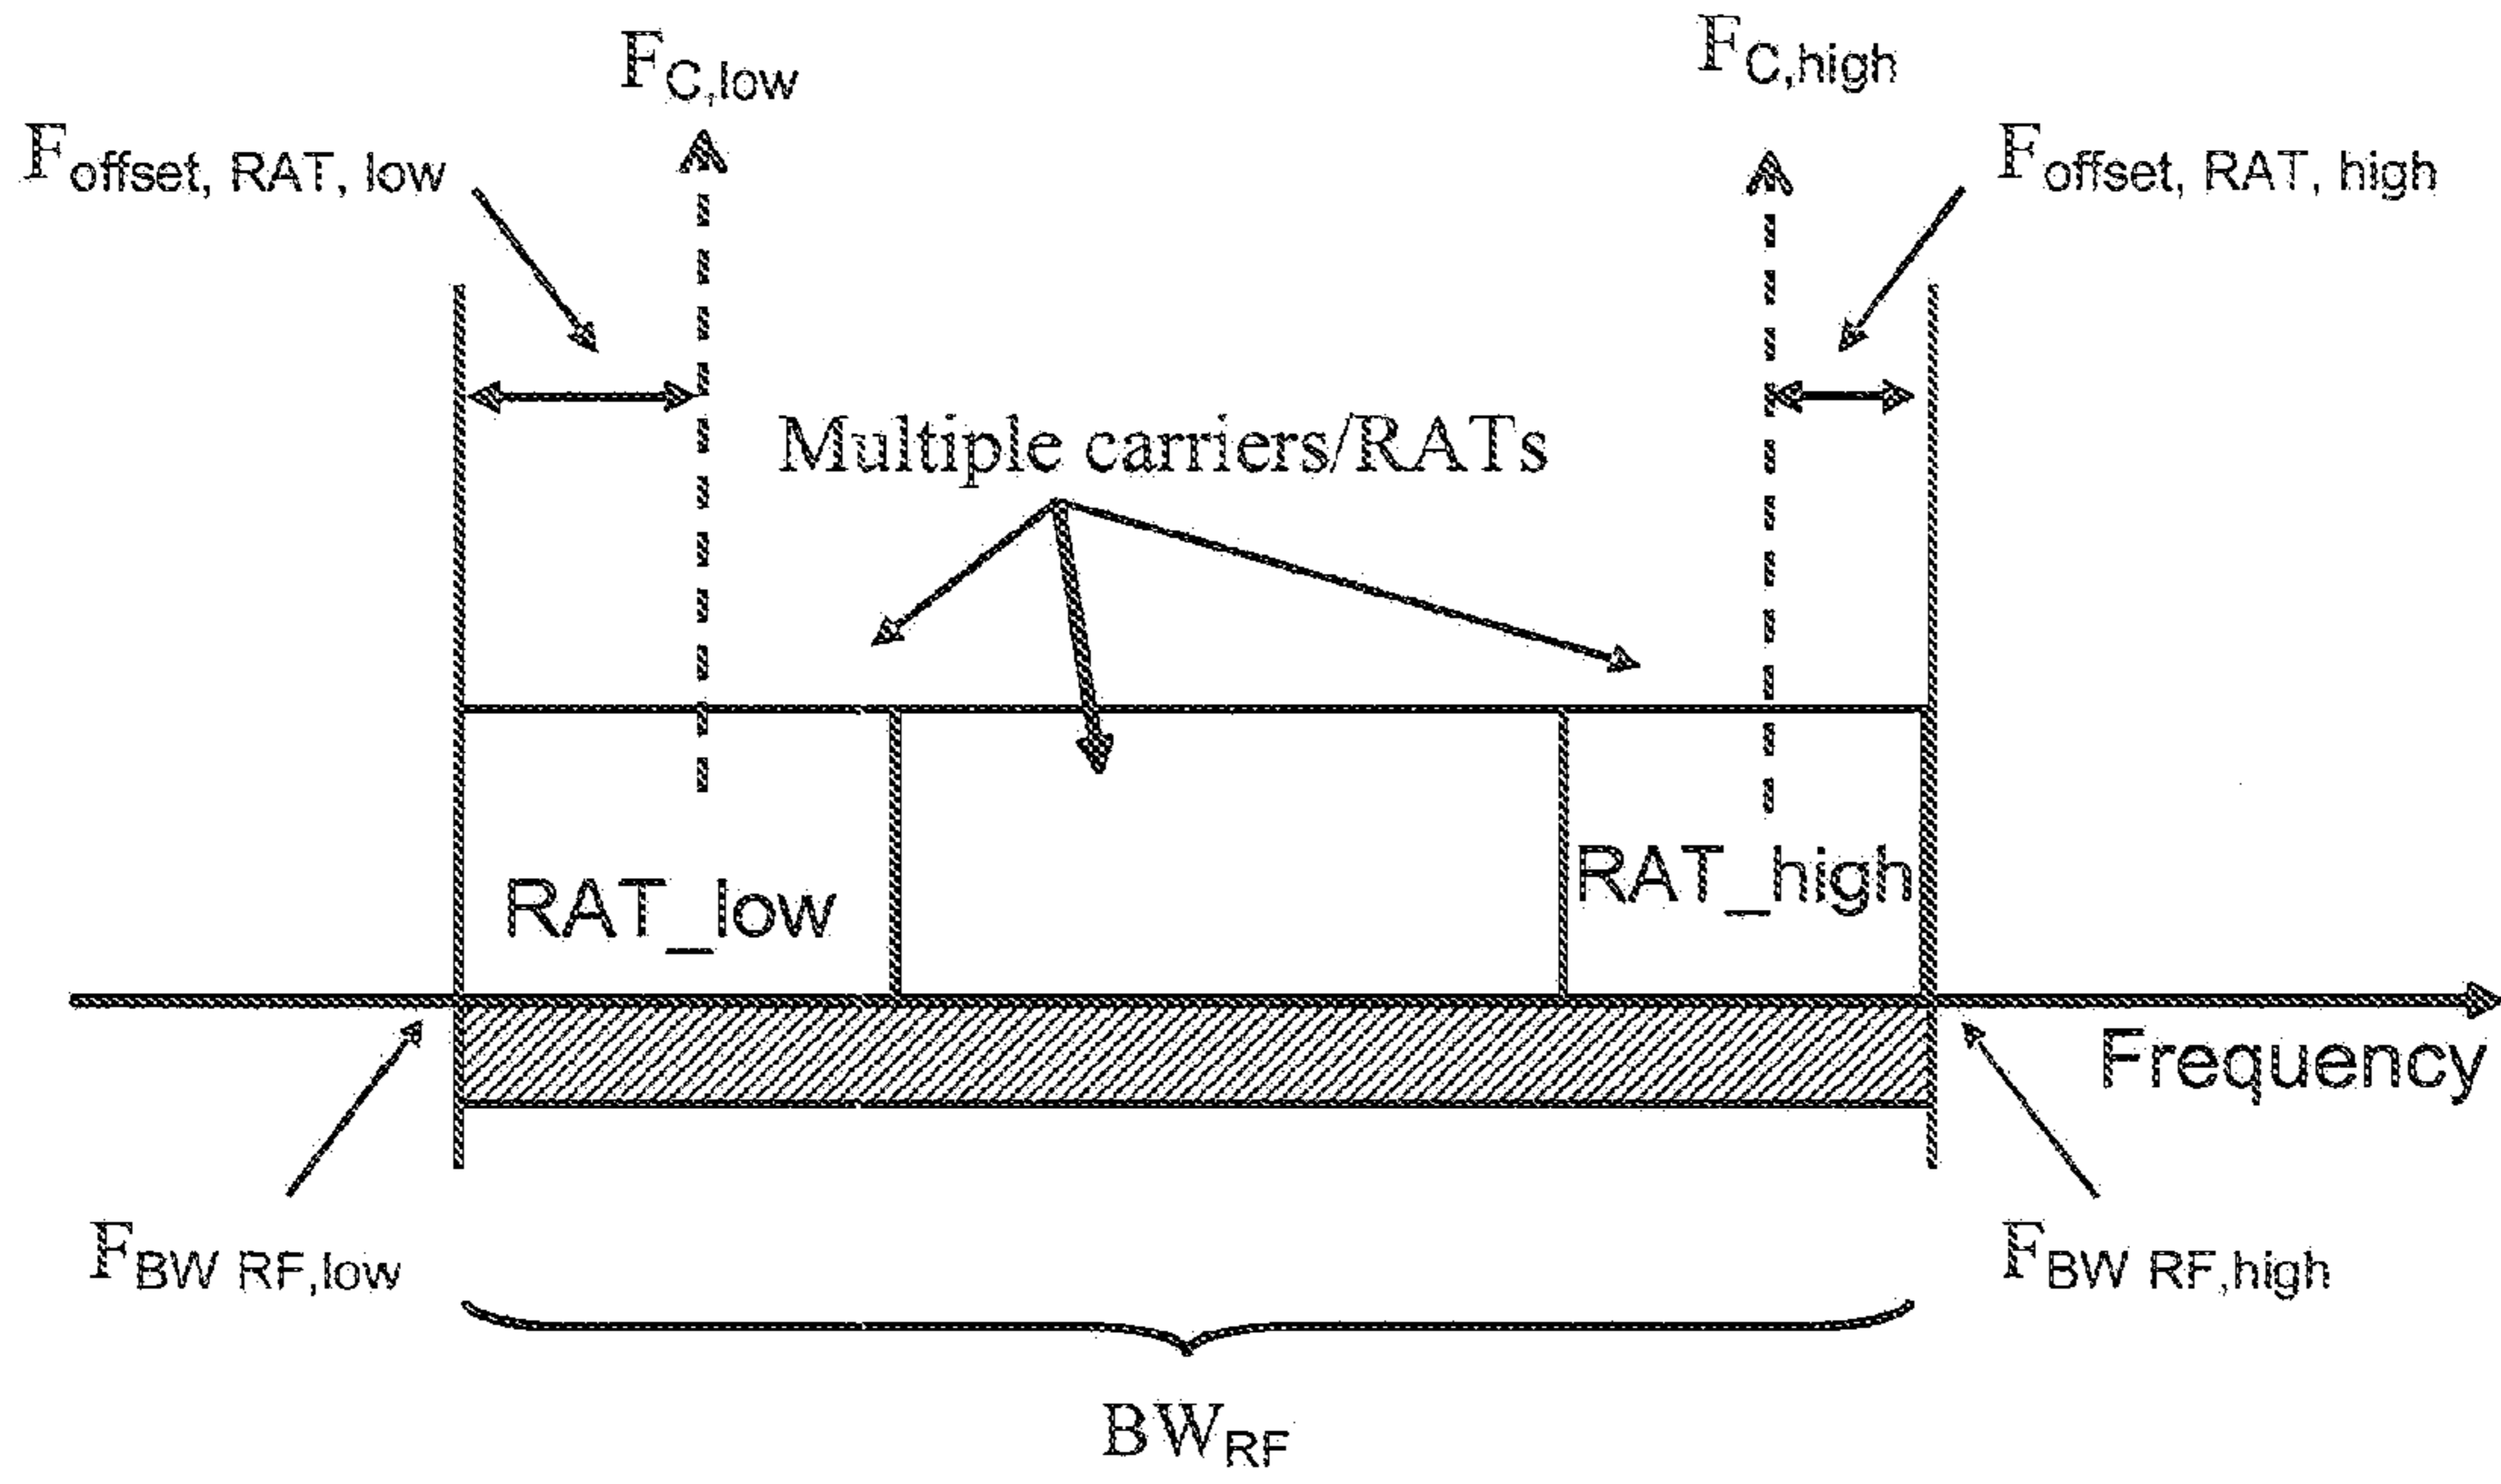 F_C,low
F_C,high
F_offset, RAT, low
F_offset, RAT, high
Multiple carriers/RATs
RAT_low
RAT_high
Frequency
F_BW RF,low
F_BW RF,high
BW_RF